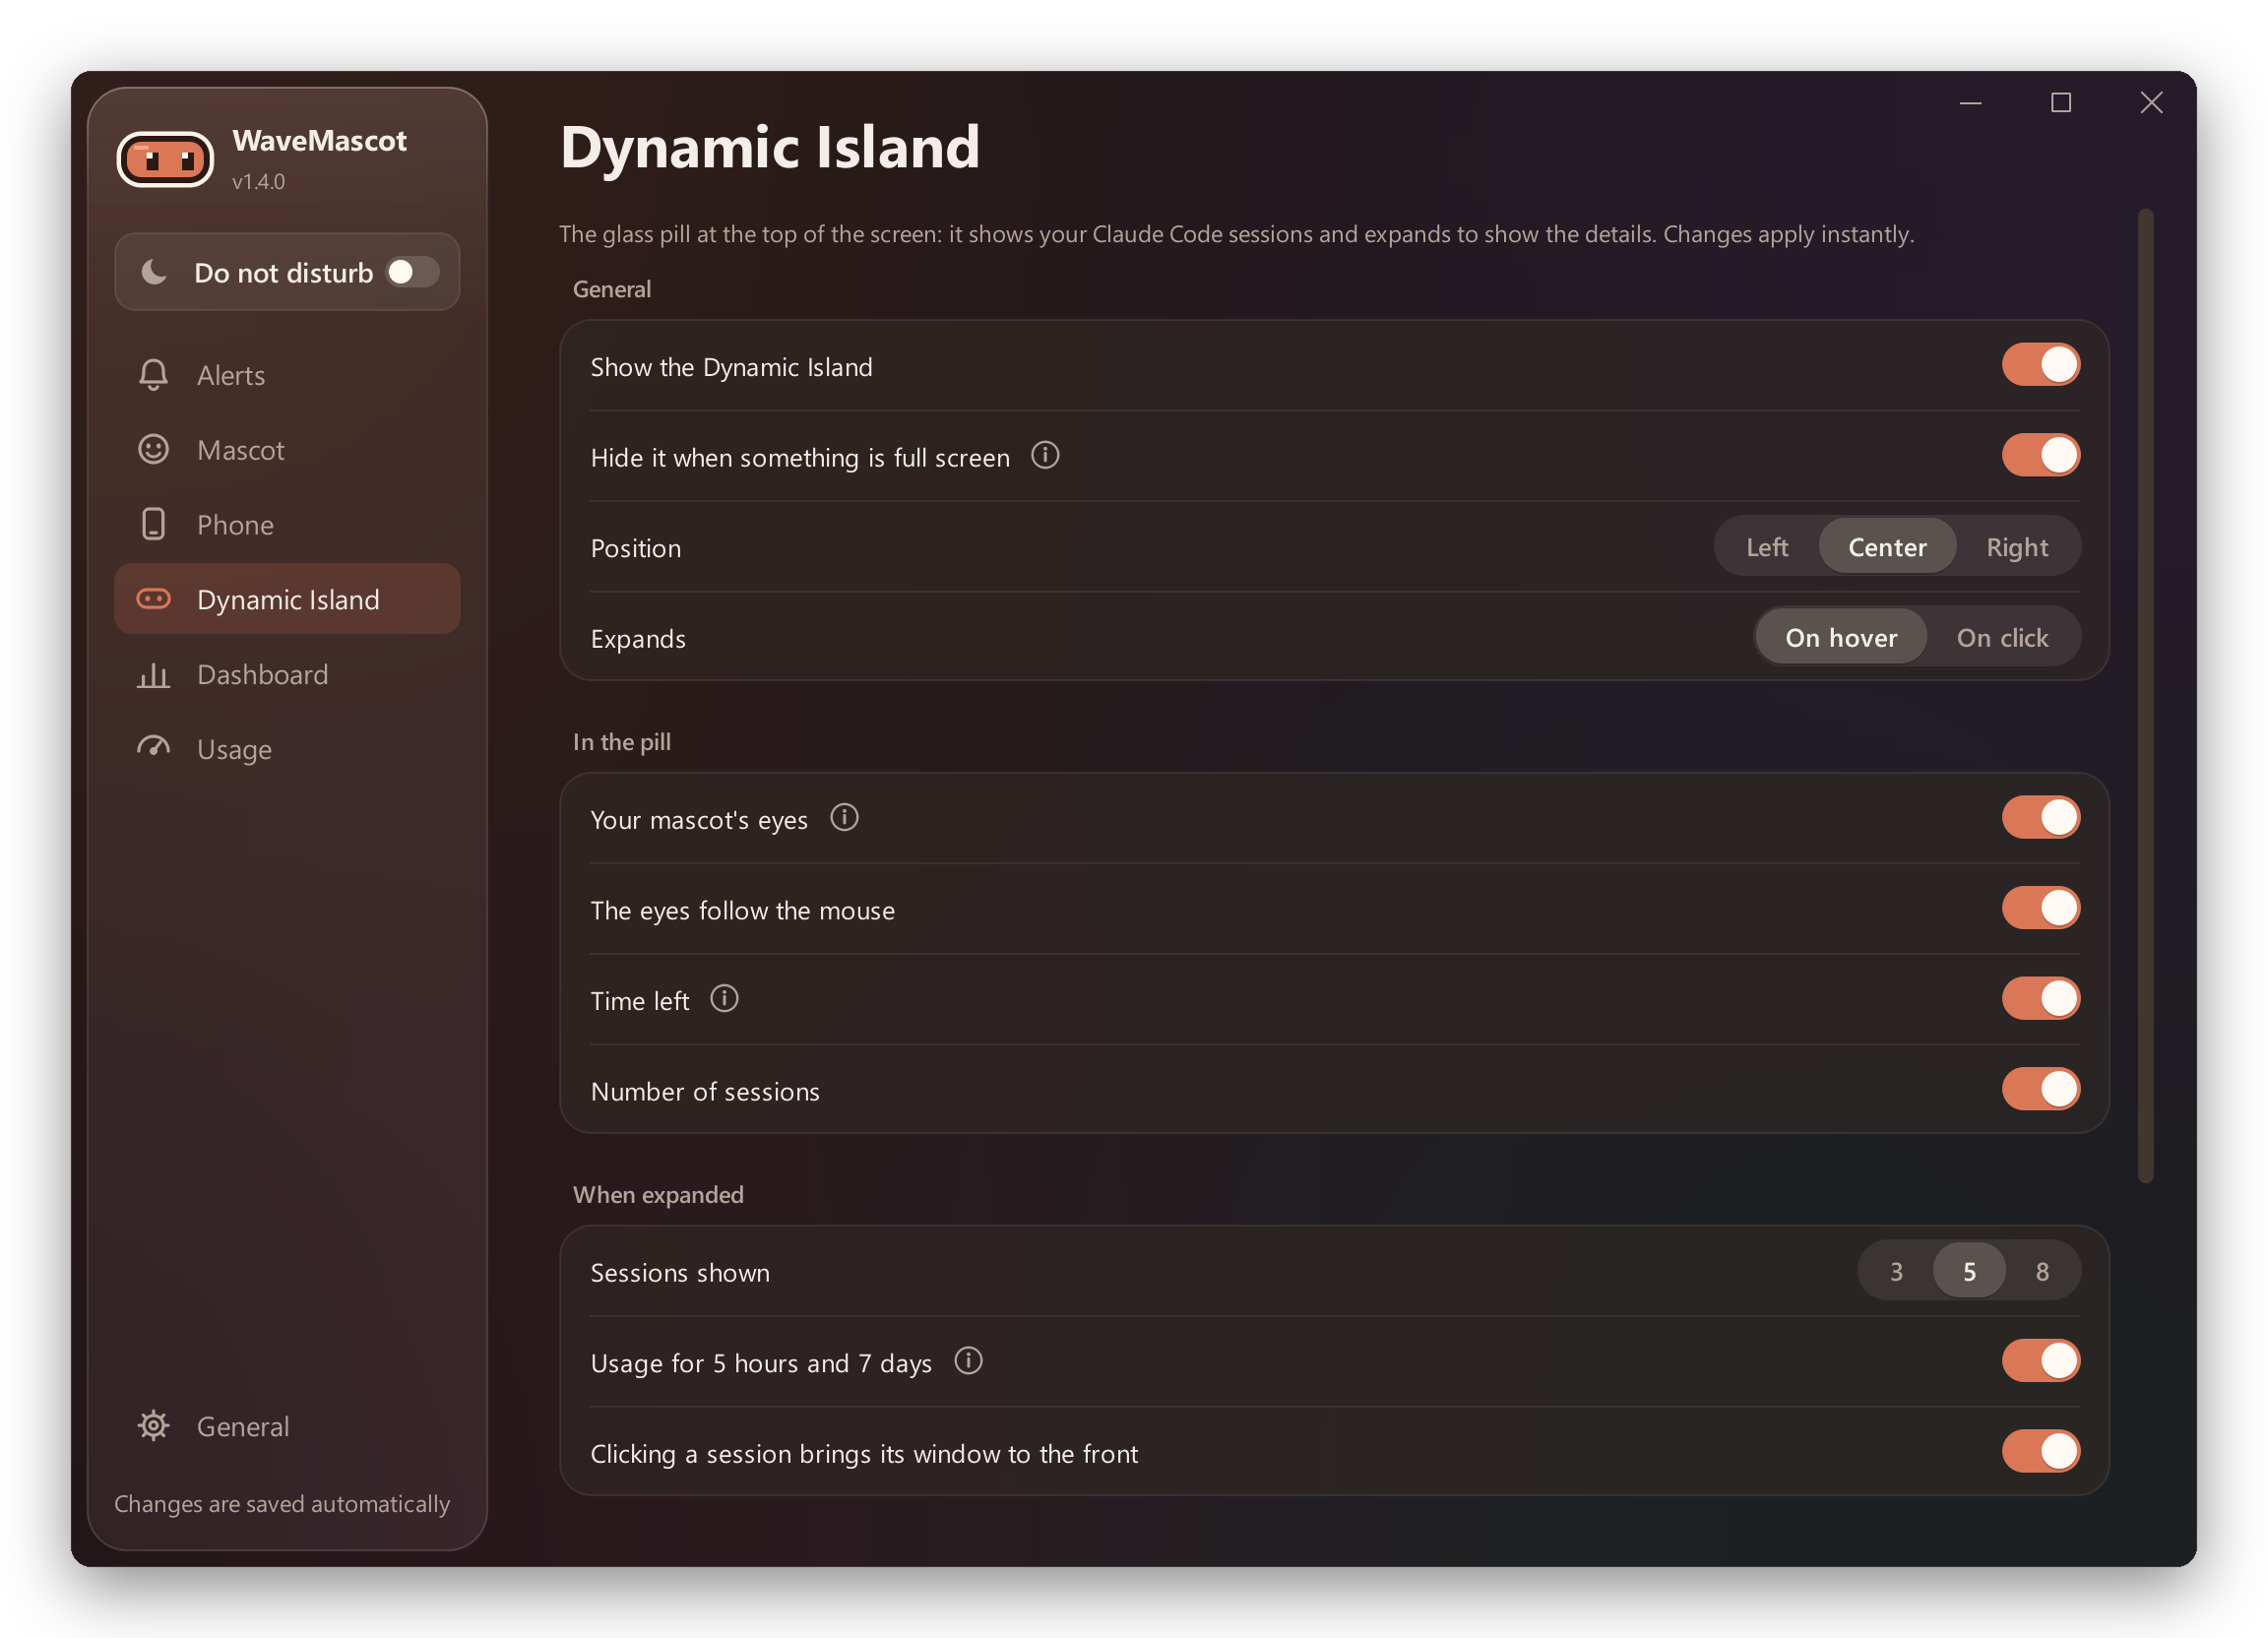 WaveMascot
v1.4.0
Do not disturb
Alerts
Mascot
Phone
Dynamic Island
Dashboard
Usage
General
Changes are saved automatically
Dynamic Island
The glass pill at the top of the screen: it shows your Claude Code sessions and expands to show the details. Changes apply instantly.
General
Show the Dynamic Island
Hide it when something is full screen
Position Left Center Right
Expands On hover On click
In the pill
Your mascot's eyes
The eyes follow the mouse
Time left
Number of sessions
When expanded
Sessions shown 3 5 8
Usage for 5 hours and 7 days
Clicking a session brings its window to the front